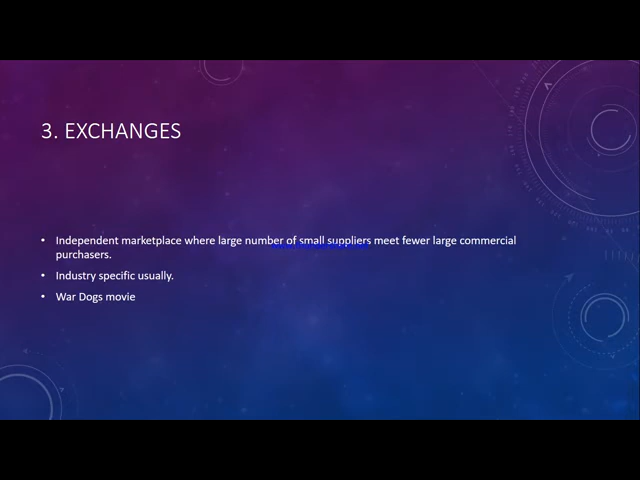 3. EXCHANGES
• Independent marketplace where large number of small suppliers meet fewer large commercial
purchasers.
• Industry specific usually.
• War Dogs movie